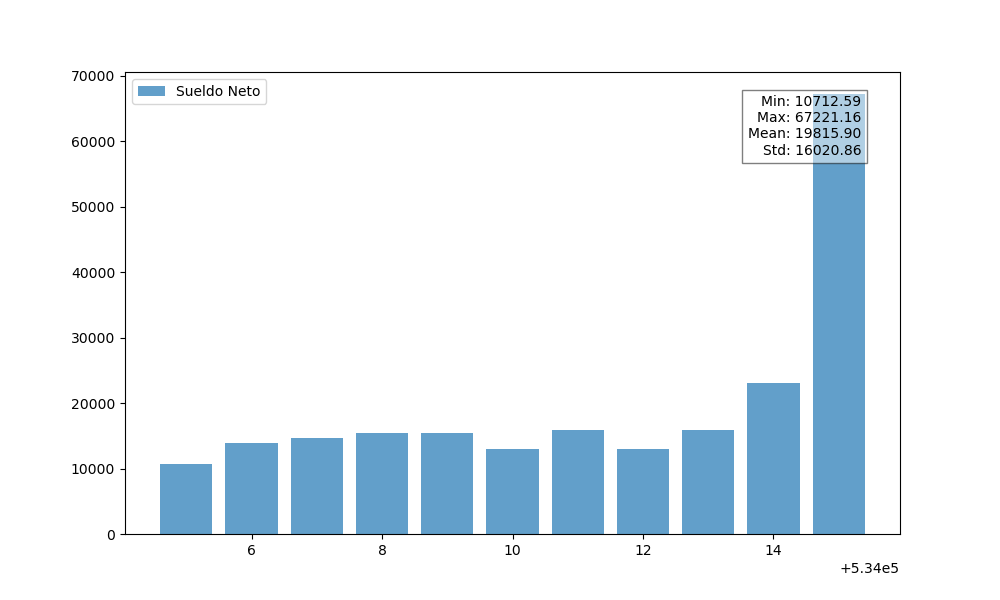 Sueldo Neto
Min: 10712.59
Max: 67221.16
Mean: 19815.90
Std: 16020.86
70000
60000
50000
40000
30000
20000
10000
0
6 8 10 12 14
+5.34e5